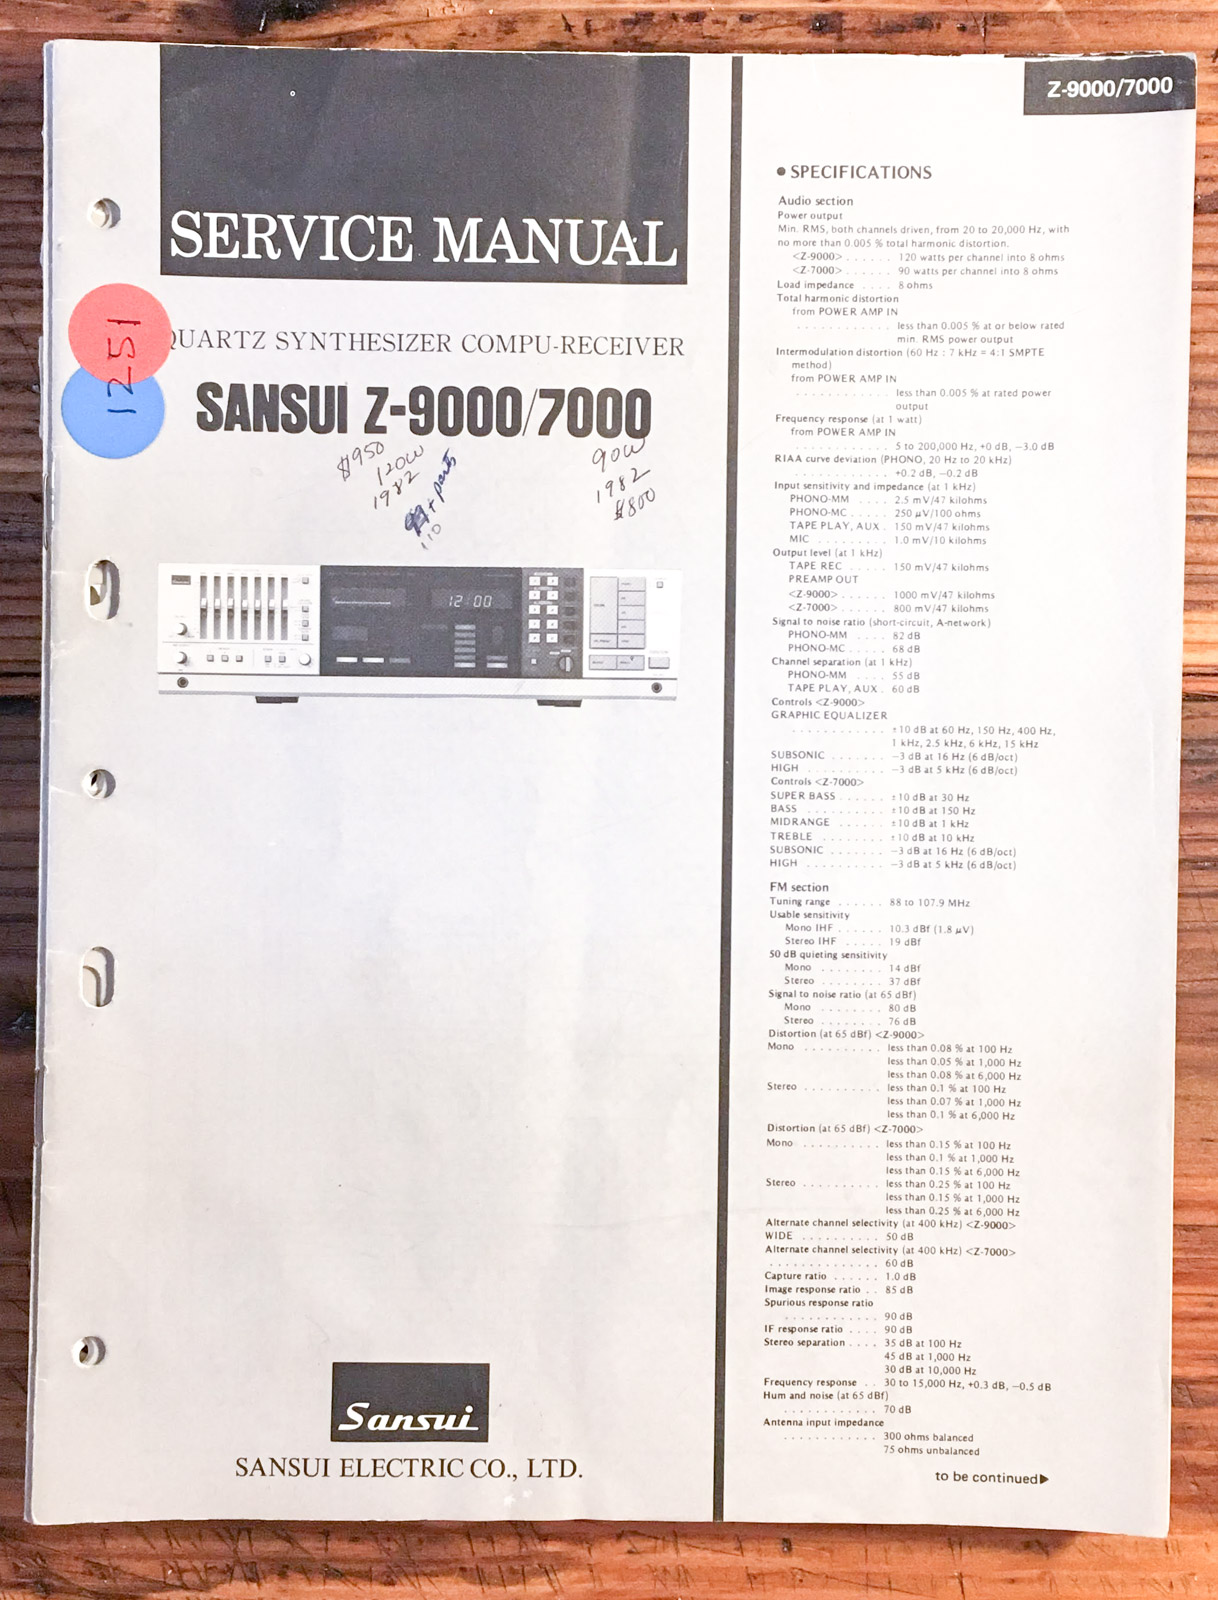 SERVICE MANUAL
QUARTZ SYNTHESIZER COMPU-RECEIVER
SANSUI Z-9000/7000
1251
$950
120W
1982
99 + parts
110
90W
1982
$800
12:00
Sansui
SANSUI ELECTRIC CO., LTD.
Z-9000/7000
● SPECIFICATIONS
Audio section
Power output
Min. RMS, both channels driven, from 20 to 20,000 Hz, with
no more than 0.005 % total harmonic distortion.
<Z-9000> . . . . . . 120 watts per channel into 8 ohms
<Z-7000> . . . . . . 90 watts per channel into 8 ohms
Load impedance . . . . 8 ohms
Total harmonic distortion
from POWER AMP IN
. . . . . . . . . . . . less than 0.005 % at or below rated
min. RMS power output
Intermodulation distortion (60 Hz : 7 kHz = 4:1 SMPTE
method)
from POWER AMP IN
. . . . . . . . . . . . less than 0.005 % at rated power
output
Frequency response (at 1 watt)
from POWER AMP IN
. . . . . . . . . . . . 5 to 200,000 Hz, +0 dB, −3.0 dB
RIAA curve deviation (PHONO, 20 Hz to 20 kHz)
. . . . . . . . . . . . +0.2 dB, −0.2 dB
Input sensitivity and impedance (at 1 kHz)
PHONO-MM . . . . 2.5 mV/47 kilohms
PHONO-MC . . . . . 250 µV/100 ohms
TAPE PLAY, AUX . 150 mV/47 kilohms
MIC . . . . . . . . . . 1.0 mV/10 kilohms
Output level (at 1 kHz)
TAPE REC . . . . . . 150 mV/47 kilohms
PREAMP OUT
<Z-9000> . . . . . . 1000 mV/47 kilohms
<Z-7000> . . . . . . 800 mV/47 kilohms
Signal to noise ratio (short-circuit, A-network)
PHONO-MM . . . . 82 dB
PHONO-MC . . . . . 68 dB
Channel separation (at 1 kHz)
PHONO-MM . . . . 55 dB
TAPE PLAY, AUX . 60 dB
Controls <Z-9000>
GRAPHIC EQUALIZER
. . . . . . . . . . . . ±10 dB at 60 Hz, 150 Hz, 400 Hz,
1 kHz, 2.5 kHz, 6 kHz, 15 kHz
SUBSONIC . . . . . . . −3 dB at 16 Hz (6 dB/oct)
HIGH . . . . . . . . . . −3 dB at 5 kHz (6 dB/oct)
Controls <Z-7000>
SUPER BASS . . . . . . ±10 dB at 30 Hz
BASS . . . . . . . . . . ±10 dB at 150 Hz
MIDRANGE . . . . . . ±10 dB at 1 kHz
TREBLE . . . . . . . . ±10 dB at 10 kHz
SUBSONIC . . . . . . . −3 dB at 16 Hz (6 dB/oct)
HIGH . . . . . . . . . . −3 dB at 5 kHz (6 dB/oct)
FM section
Tuning range . . . . . . 88 to 107.9 MHz
Usable sensitivity
Mono IHF . . . . . . 10.3 dBf (1.8 µV)
Stereo IHF . . . . . 19 dBf
50 dB quieting sensitivity
Mono . . . . . . . . 14 dBf
Stereo . . . . . . . . 37 dBf
Signal to noise ratio (at 65 dBf)
Mono . . . . . . . . 80 dB
Stereo . . . . . . . . 76 dB
Distortion (at 65 dBf) <Z-9000>
Mono . . . . . . . . . . less than 0.08 % at 100 Hz
less than 0.05 % at 1,000 Hz
less than 0.08 % at 6,000 Hz
Stereo . . . . . . . . . . less than 0.1 % at 100 Hz
less than 0.07 % at 1,000 Hz
less than 0.1 % at 6,000 Hz
Distortion (at 65 dBf) <Z-7000>
Mono . . . . . . . . . . less than 0.15 % at 100 Hz
less than 0.1 % at 1,000 Hz
less than 0.15 % at 6,000 Hz
Stereo . . . . . . . . . . less than 0.25 % at 100 Hz
less than 0.15 % at 1,000 Hz
less than 0.25 % at 6,000 Hz
Alternate channel selectivity (at 400 kHz) <Z-9000>
WIDE . . . . . . . . . . 50 dB
Alternate channel selectivity (at 400 kHz) <Z-7000>
. . . . . . . . . . . . . . 60 dB
Capture ratio . . . . . . 1.0 dB
Image response ratio . . 85 dB
Spurious response ratio
. . . . . . . . . . . . 90 dB
IF response ratio . . . . 90 dB
Stereo separation . . . . 35 dB at 100 Hz
45 dB at 1,000 Hz
30 dB at 10,000 Hz
Frequency response . . 30 to 15,000 Hz, +0.3 dB, −0.5 dB
Hum and noise (at 65 dBf)
. . . . . . . . . . . . 70 dB
Antenna input impedance
. . . . . . . . . . . . 300 ohms balanced
75 ohms unbalanced
to be continued▶